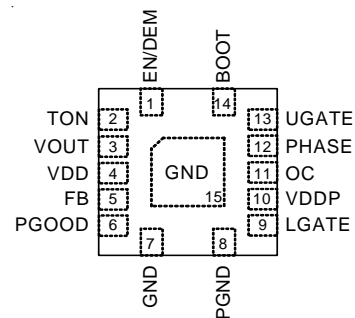 EN/DEM
BOOT
1
14
TON 2 13 UGATE
VOUT 3 12 PHASE
VDD 4 GND 11 OC
FB 5 15 10 VDDP
PGOOD 6 9 LGATE
7
8
GND
PGND